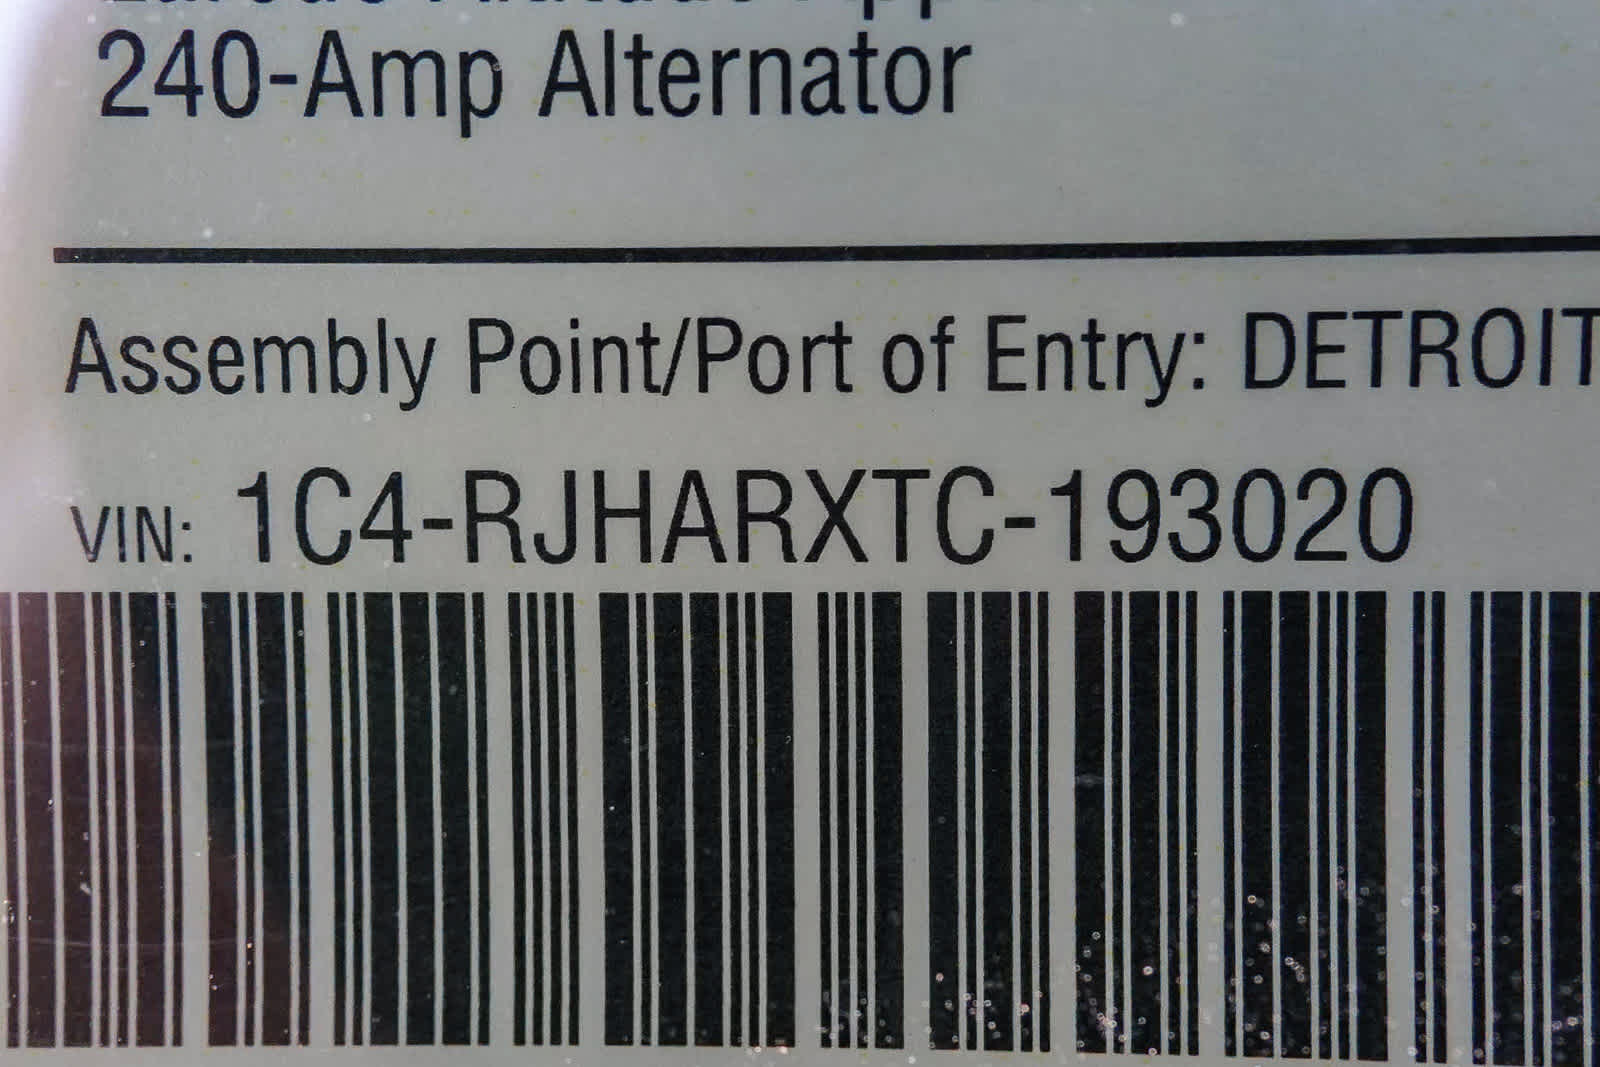 240-Amp Alternator
Assembly Point/Port of Entry: DETROIT
VIN: 1C4-RJHARXTC-193020